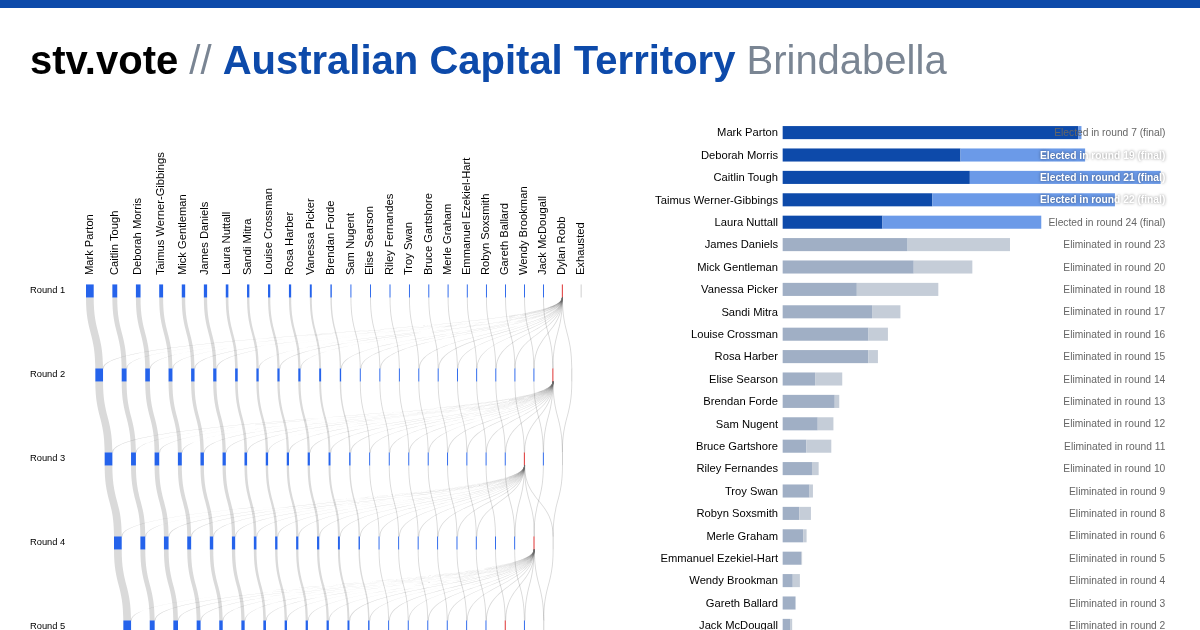 stv.vote // Australian Capital Territory Brindabella
Mark Parton
Caitlin Tough
Deborah Morris
Taimus Werner-Gibbings
Mick Gentleman
James Daniels
Laura Nuttall
Sandi Mitra
Louise Crossman
Rosa Harber
Vanessa Picker
Brendan Forde
Sam Nugent
Elise Searson
Riley Fernandes
Troy Swan
Bruce Gartshore
Merle Graham
Emmanuel Ezekiel-Hart
Robyn Soxsmith
Gareth Ballard
Wendy Brookman
Jack McDougall
Dylan Robb
Exhausted
Round 1
Round 2
Round 3
Round 4
Round 5
Mark Parton Elected in round 7 (final)
Deborah Morris Elected in round 19 (final)
Caitlin Tough Elected in round 21 (final)
Taimus Werner-Gibbings Elected in round 22 (final)
Laura Nuttall Elected in round 24 (final)
James Daniels Eliminated in round 23
Mick Gentleman Eliminated in round 20
Vanessa Picker Eliminated in round 18
Sandi Mitra Eliminated in round 17
Louise Crossman Eliminated in round 16
Rosa Harber Eliminated in round 15
Elise Searson Eliminated in round 14
Brendan Forde Eliminated in round 13
Sam Nugent Eliminated in round 12
Bruce Gartshore Eliminated in round 11
Riley Fernandes Eliminated in round 10
Troy Swan Eliminated in round 9
Robyn Soxsmith Eliminated in round 8
Merle Graham Eliminated in round 6
Emmanuel Ezekiel-Hart Eliminated in round 5
Wendy Brookman Eliminated in round 4
Gareth Ballard Eliminated in round 3
Jack McDougall Eliminated in round 2